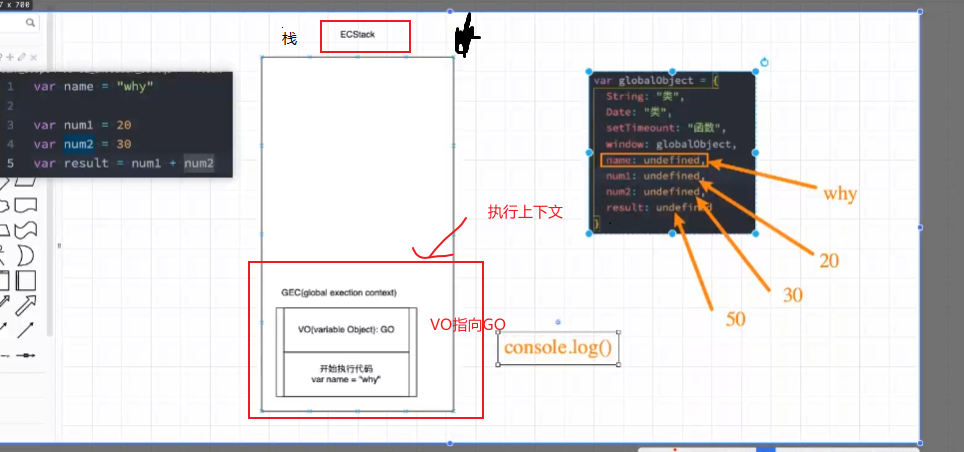 7 x 700
栈
ECStack
1 var name = "why"
2
3 var num1 = 20
4 var num2 = 30
5 var result = num1 + num2
执行上下文
GEC(global exection context)
VO(variable Object): GO
开始执行代码
var name = "why"
VO指向GO
console.log()
var globalObject = {
String: "类",
Date: "类",
setTimeount: "函数",
window: globalObject,
name: undefined,
num1: undefined,
num2: undefined,
result: undefined
}
why
20
30
50